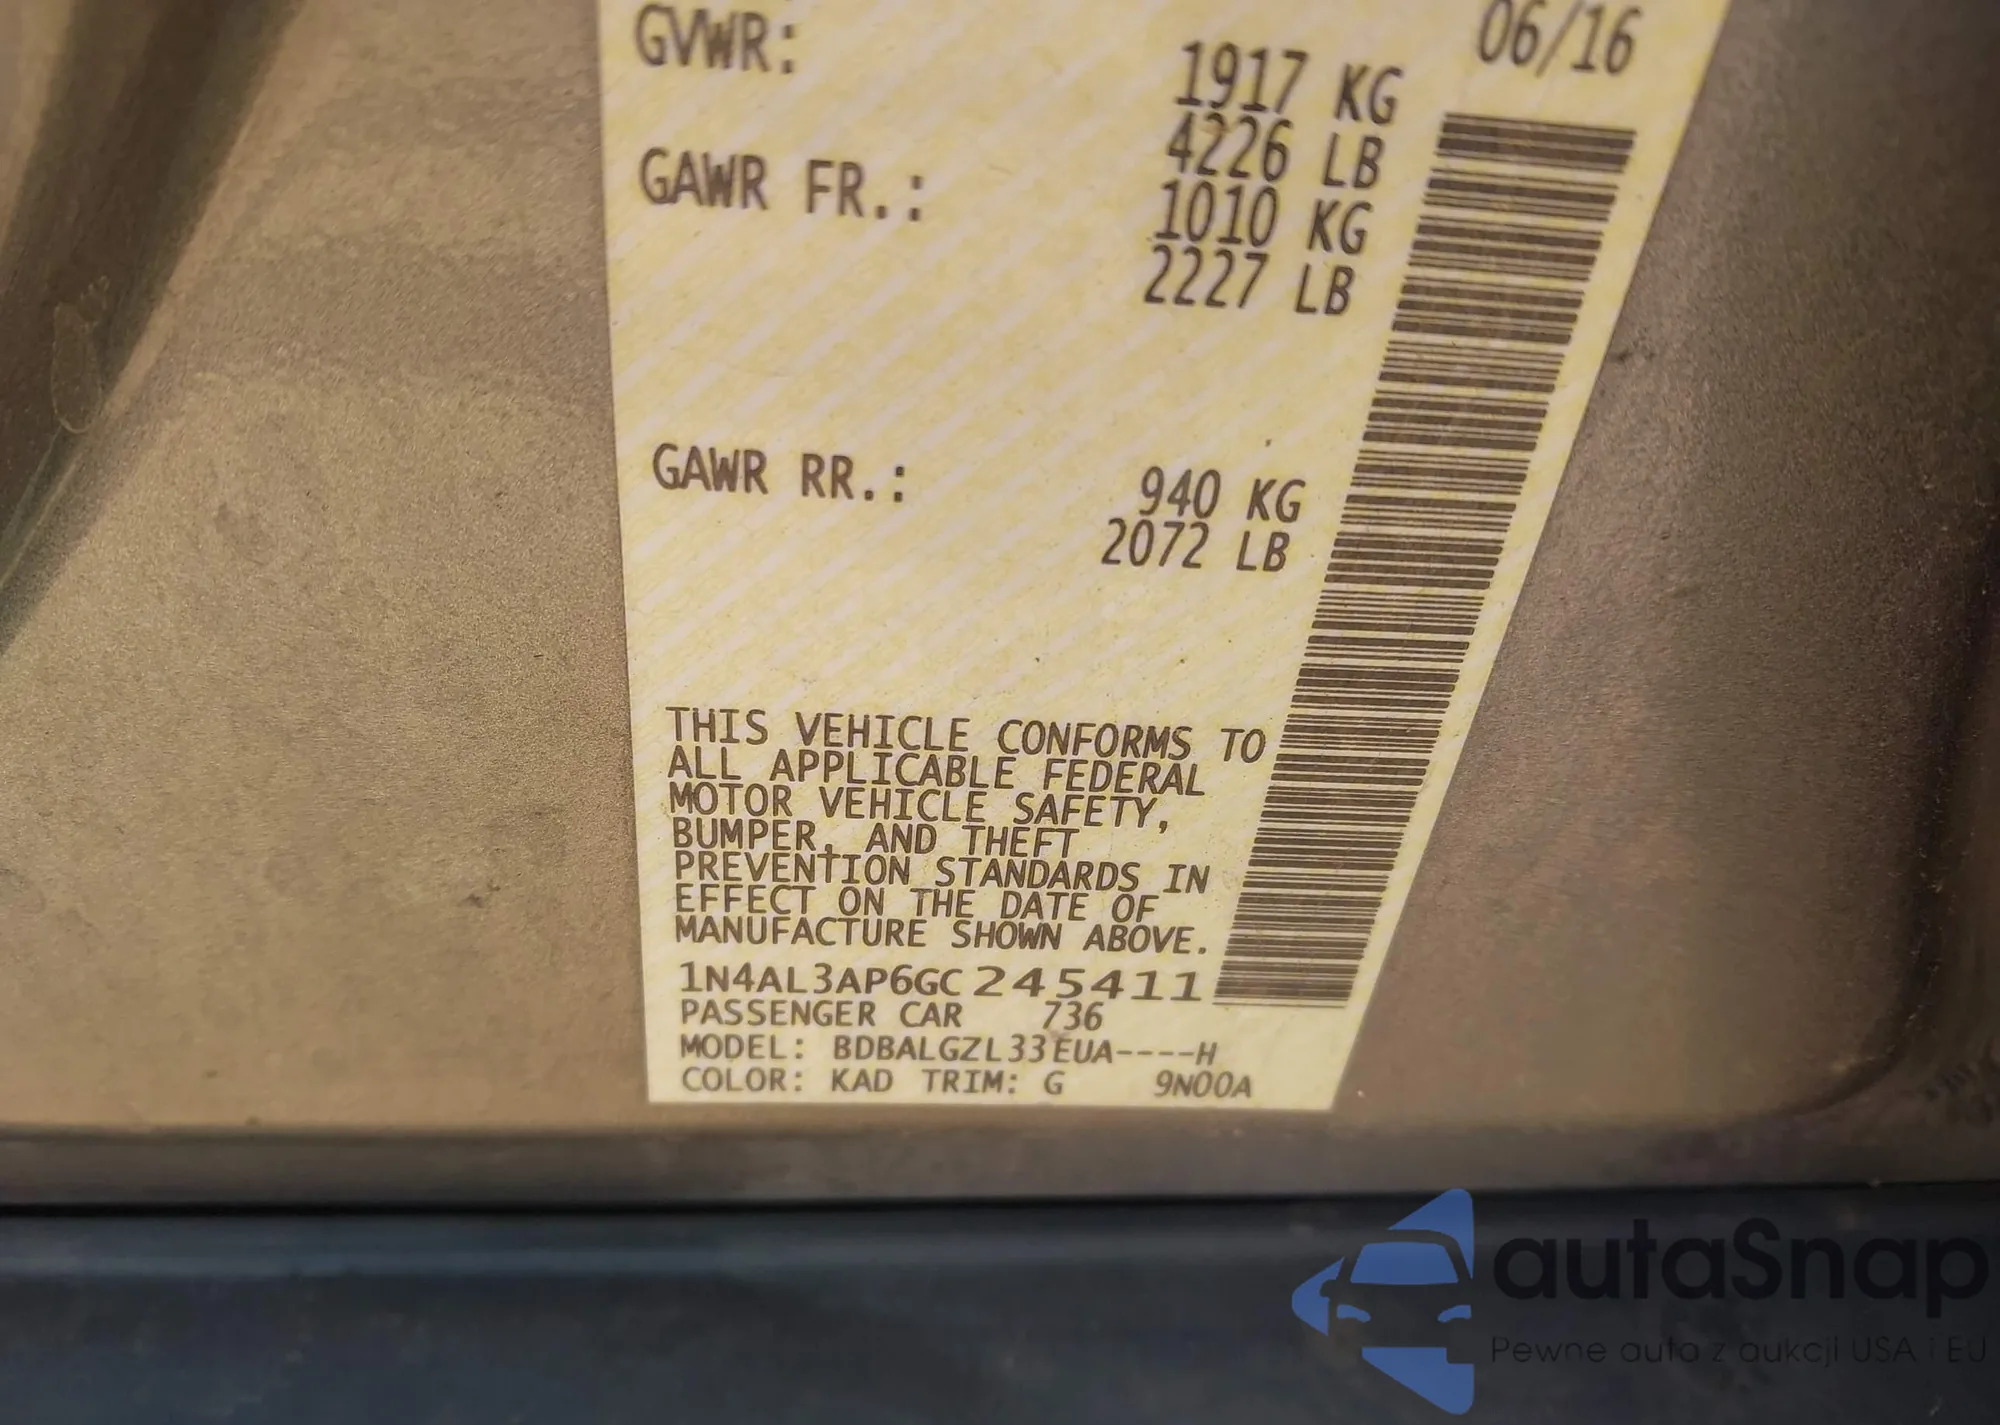 06/16
GVWR: 1917 KG
4226 LB
GAWR FR.: 1010 KG
2227 LB
GAWR RR.: 940 KG
2072 LB
THIS VEHICLE CONFORMS TO
ALL APPLICABLE FEDERAL
MOTOR VEHICLE SAFETY,
BUMPER, AND THEFT
PREVENTION STANDARDS IN
EFFECT ON THE DATE OF
MANUFACTURE SHOWN ABOVE.
1N4AL3AP6GC245411
PASSENGER CAR 736
MODEL: BDBALGZL33EUA----H
COLOR: KAD TRIM: G 9N00A
autaSnap
Pewne auta z aukcji USA i EU